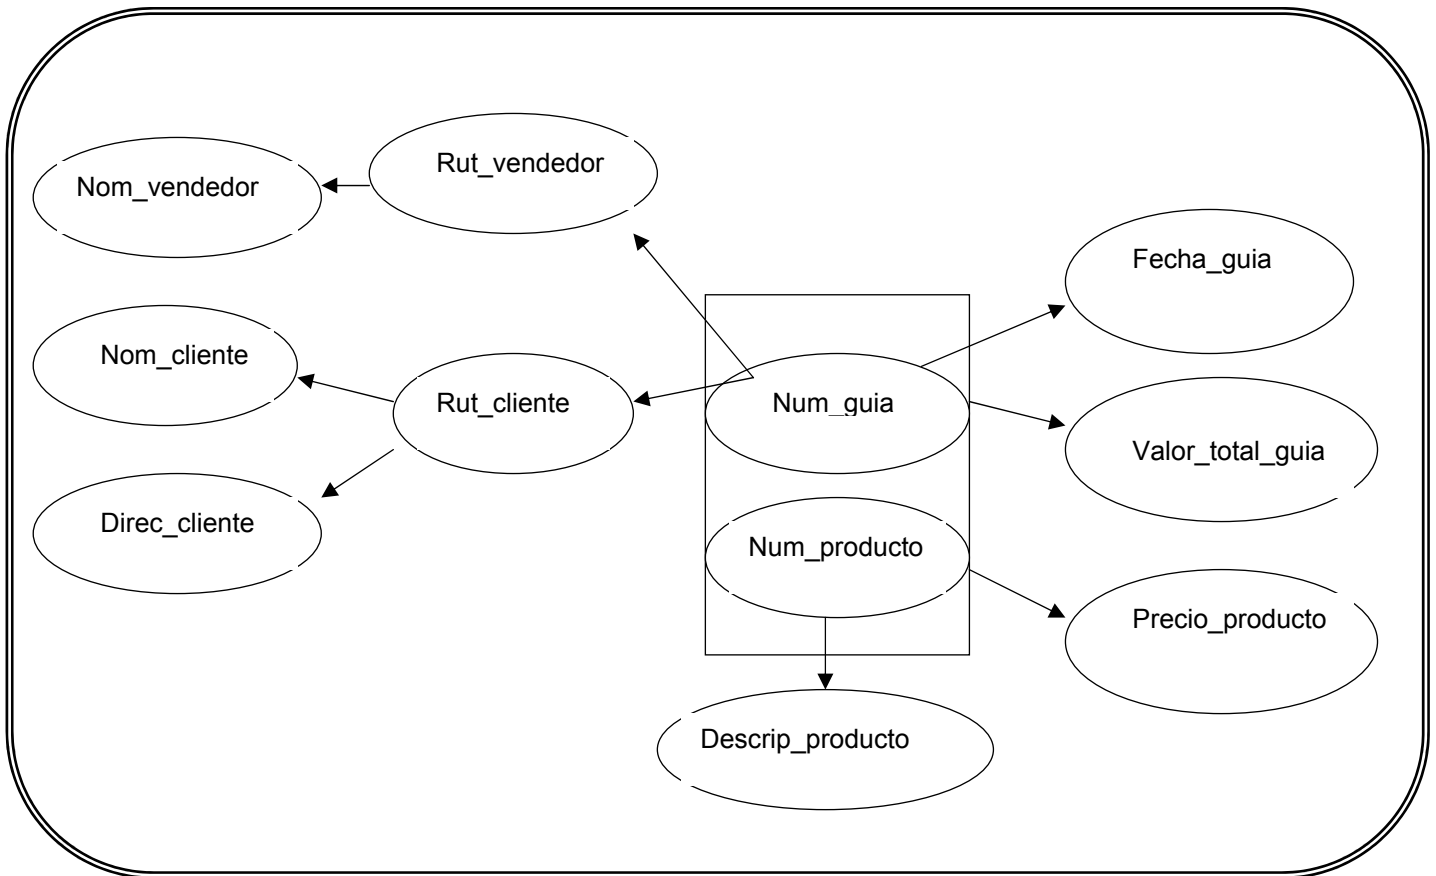 Rut_vendedor
Nom_vendedor
Fecha_guia
Nom_cliente
Rut_cliente
Num_guia
Valor_total_guia
Direc_cliente
Num_producto
Precio_producto
Descrip_producto